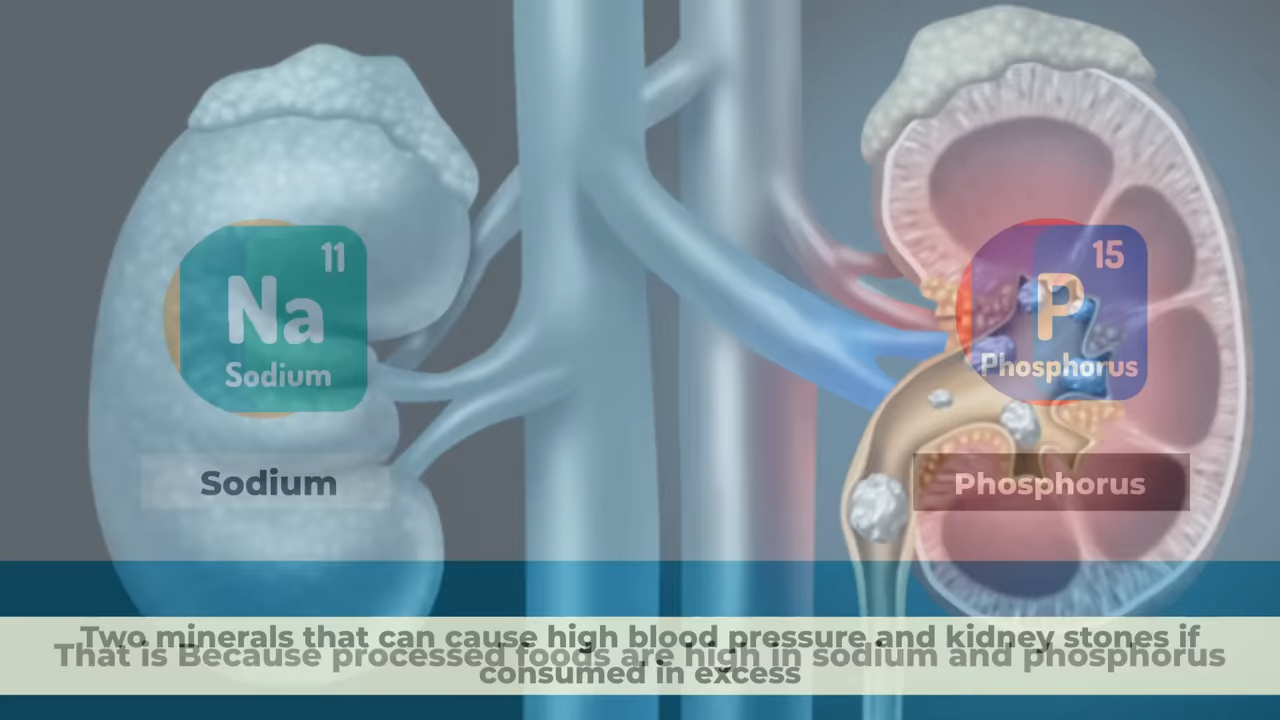 11
Na
Sodium
15
P
Phosphorus
Sodium
Phosphorus
Two minerals that can cause high blood pressure and kidney stones if
That is Because processed foods are high in sodium and phosphorus
consumed in excess